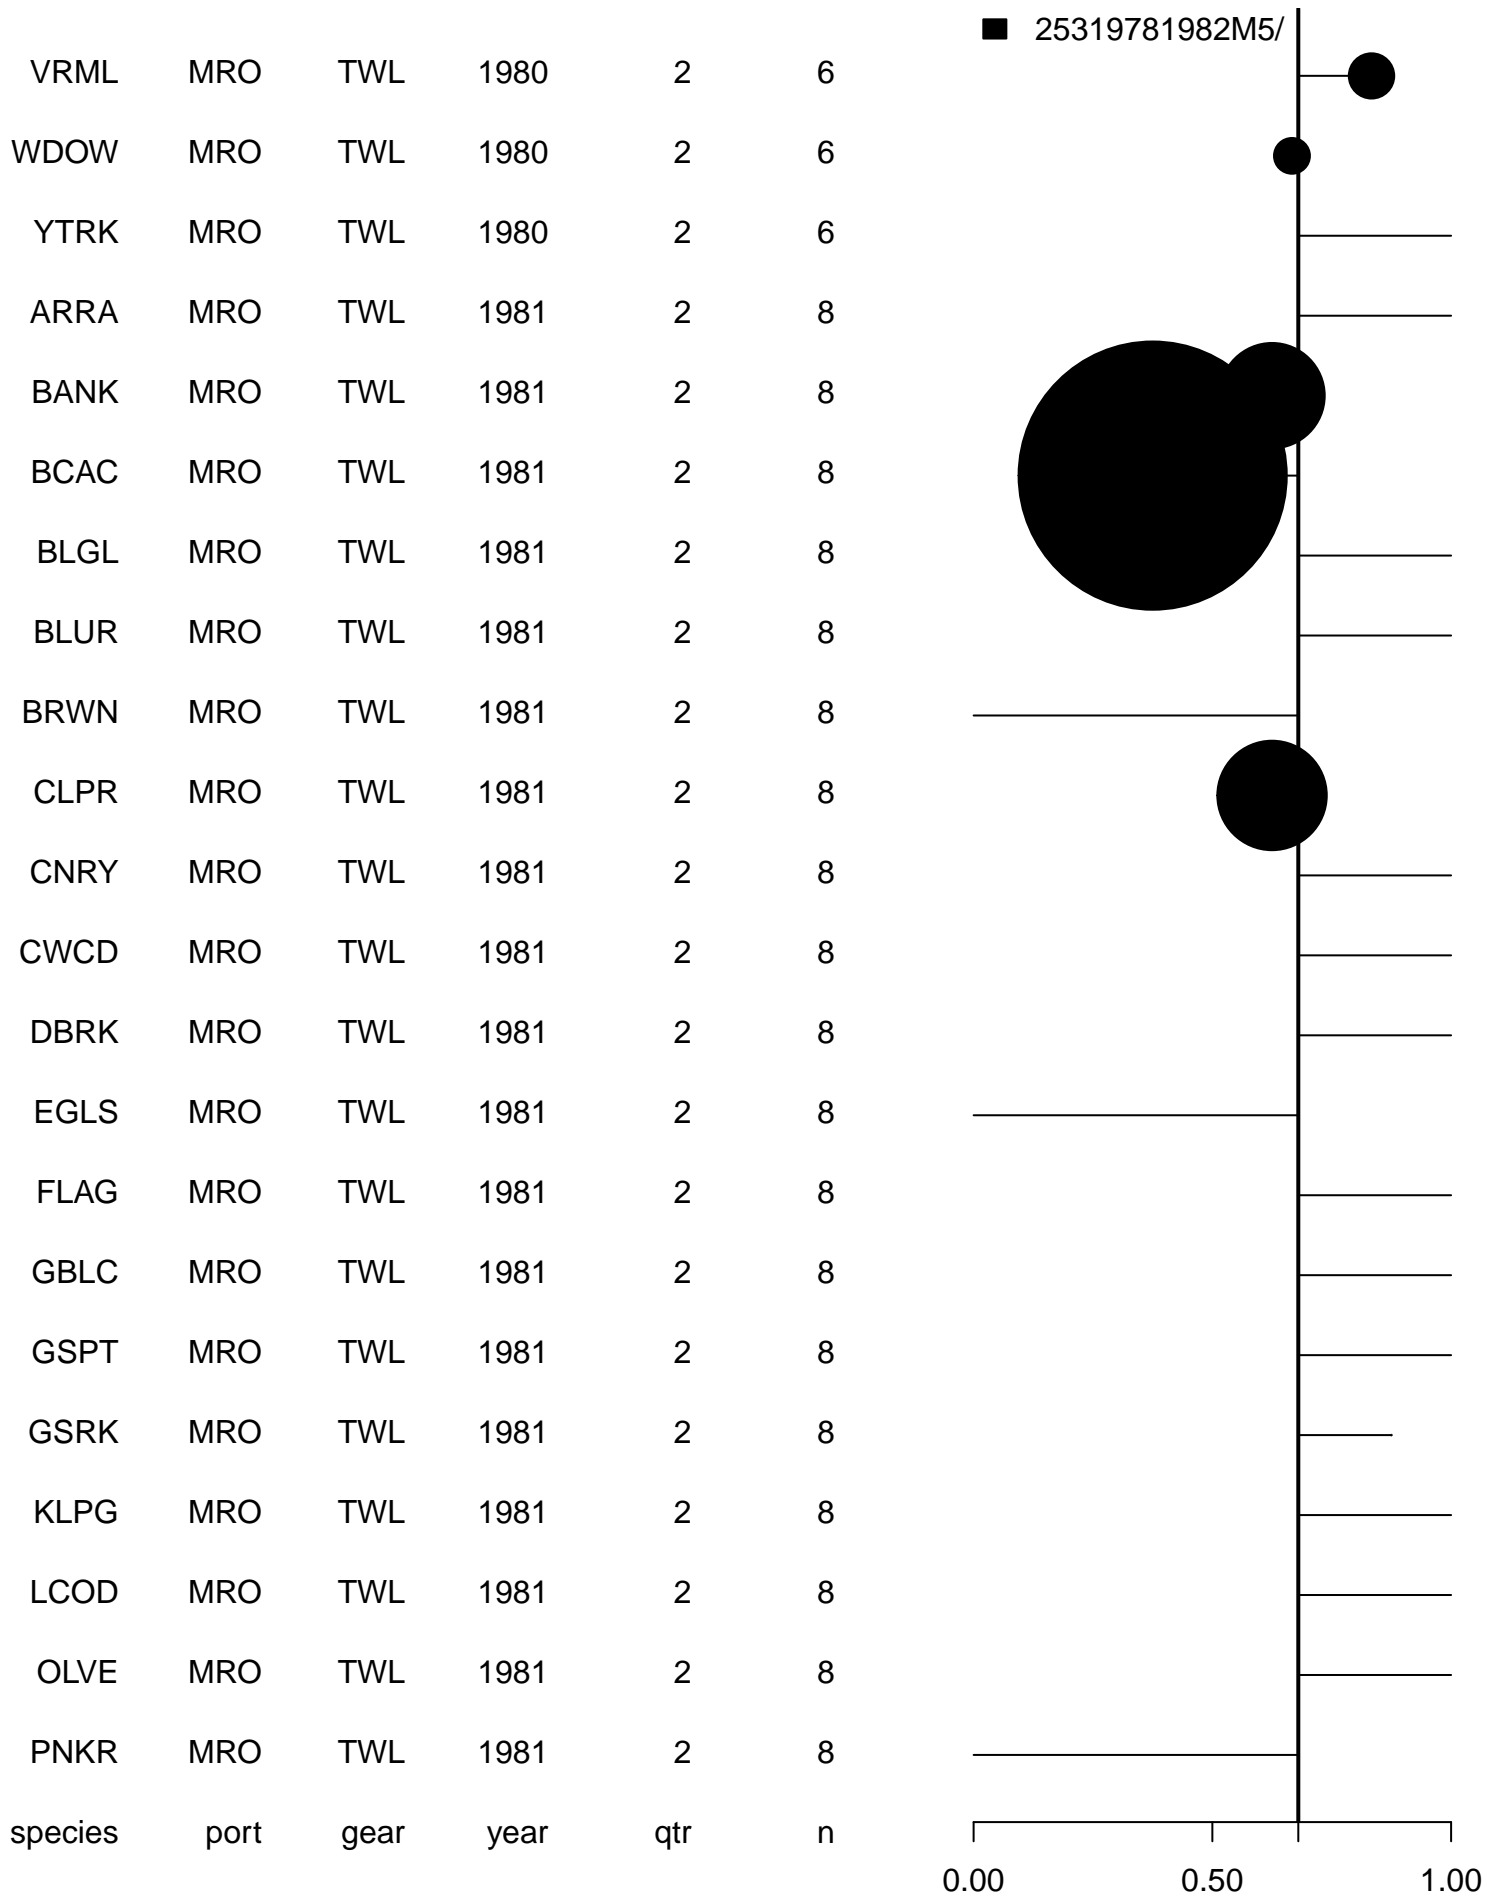 25319781982M5/
VRML MRO TWL 1980 2 6
WDOW MRO TWL 1980 2 6
YTRK MRO TWL 1980 2 6
ARRA MRO TWL 1981 2 8
BANK MRO TWL 1981 2 8
BCAC MRO TWL 1981 2 8
BLGL MRO TWL 1981 2 8
BLUR MRO TWL 1981 2 8
BRWN MRO TWL 1981 2 8
CLPR MRO TWL 1981 2 8
CNRY MRO TWL 1981 2 8
CWCD MRO TWL 1981 2 8
DBRK MRO TWL 1981 2 8
EGLS MRO TWL 1981 2 8
FLAG MRO TWL 1981 2 8
GBLC MRO TWL 1981 2 8
GSPT MRO TWL 1981 2 8
GSRK MRO TWL 1981 2 8
KLPG MRO TWL 1981 2 8
LCOD MRO TWL 1981 2 8
OLVE MRO TWL 1981 2 8
PNKR MRO TWL 1981 2 8
species port gear year qtr n
0.00 0.50 1.00